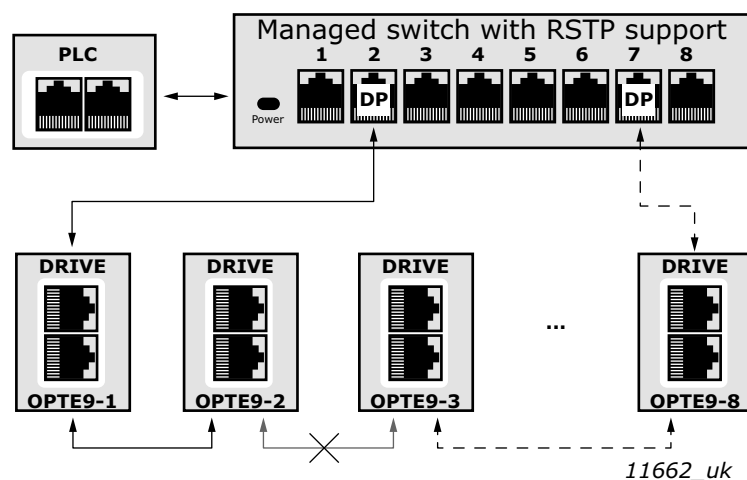 Managed switch with RSTP support
PLC
1 2 3 4 5 6 7 8
DP DP
Power
DRIVE DRIVE DRIVE DRIVE
...
OPTE9-1 OPTE9-2 OPTE9-3 OPTE9-8
11662_uk